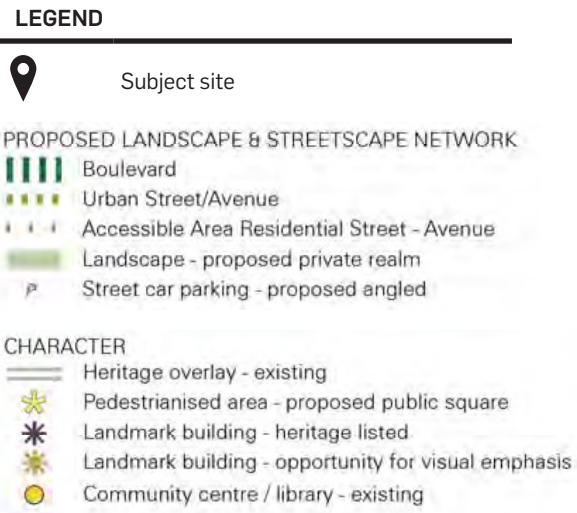 LEGEND
Subject site
PROPOSED LANDSCAPE & STREETSCAPE NETWORK
Boulevard
Urban Street/Avenue
Accessible Area Residential Street - Avenue
Landscape - proposed private realm
P Street car parking - proposed angled
CHARACTER
Heritage overlay - existing
Pedestrianised area - proposed public square
Landmark building - heritage listed
Landmark building - opportunity for visual emphasis
Community centre / library - existing